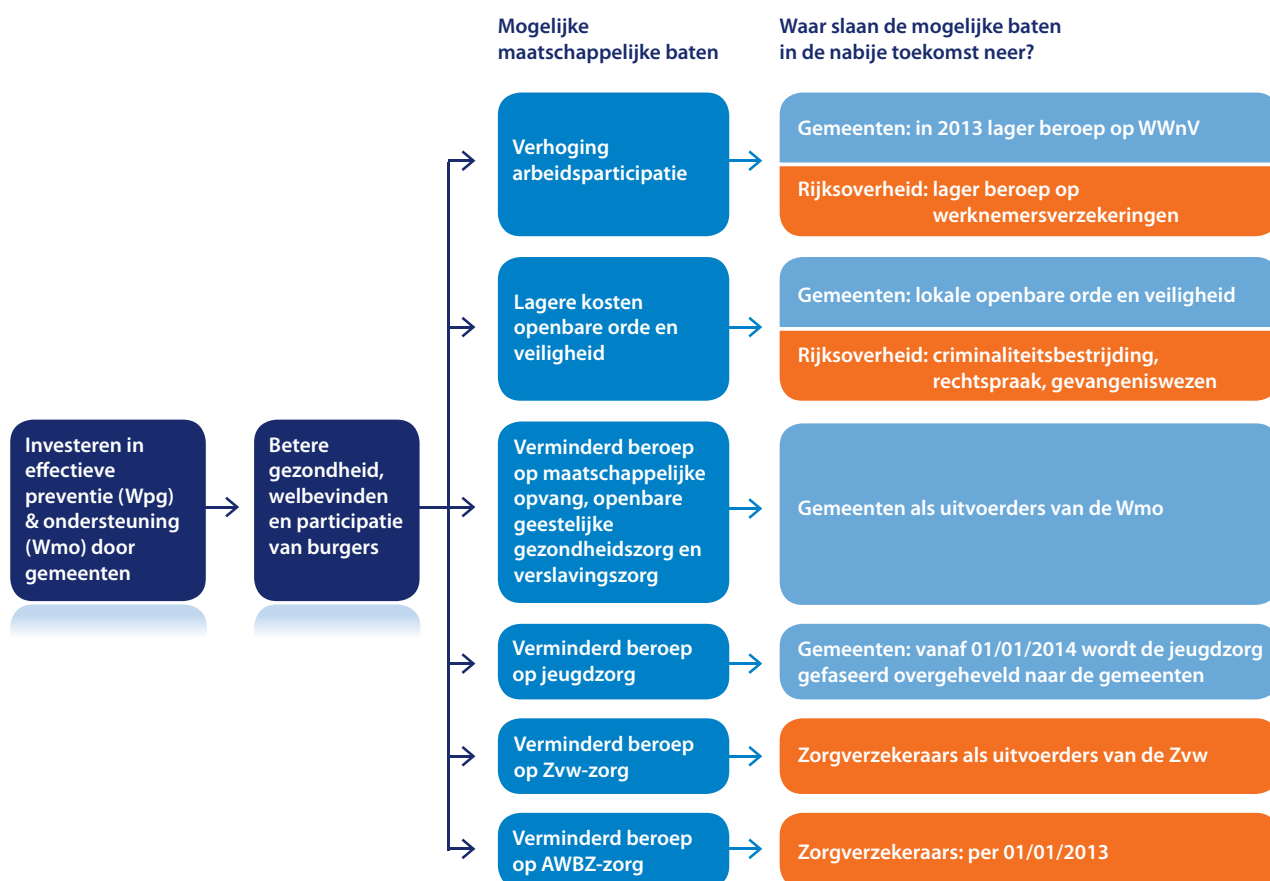 Mogelijke
maatschappelijke baten
Waar slaan de mogelijke baten
in de nabije toekomst neer?
Investeren in
effectieve
preventie (Wpg)
& ondersteuning
(Wmo) door
gemeenten
Betere
gezondheid,
welbevinden
en participatie
van burgers
Verhoging
arbeidsparticipatie
Gemeenten: in 2013 lager beroep op WWnV
Rijksoverheid: lager beroep op
werknemersverzekeringen
Lagere kosten
openbare orde en
veiligheid
Gemeenten: lokale openbare orde en veiligheid
Rijksoverheid: criminaliteitsbestrijding,
rechtspraak, gevangeniswezen
Verminderd beroep
op maatschappelijke
opvang, openbare
geestelijke
gezondheidszorg en
verslavingszorg
Gemeenten als uitvoerders van de Wmo
Verminderd beroep
op jeugdzorg
Gemeenten: vanaf 01/01/2014 wordt de jeugdzorg
gefaseerd overgeheveld naar de gemeenten
Verminderd beroep
op Zvw-zorg
Zorgverzekeraars als uitvoerders van de Zvw
Verminderd beroep
op AWBZ-zorg
Zorgverzekeraars: per 01/01/2013